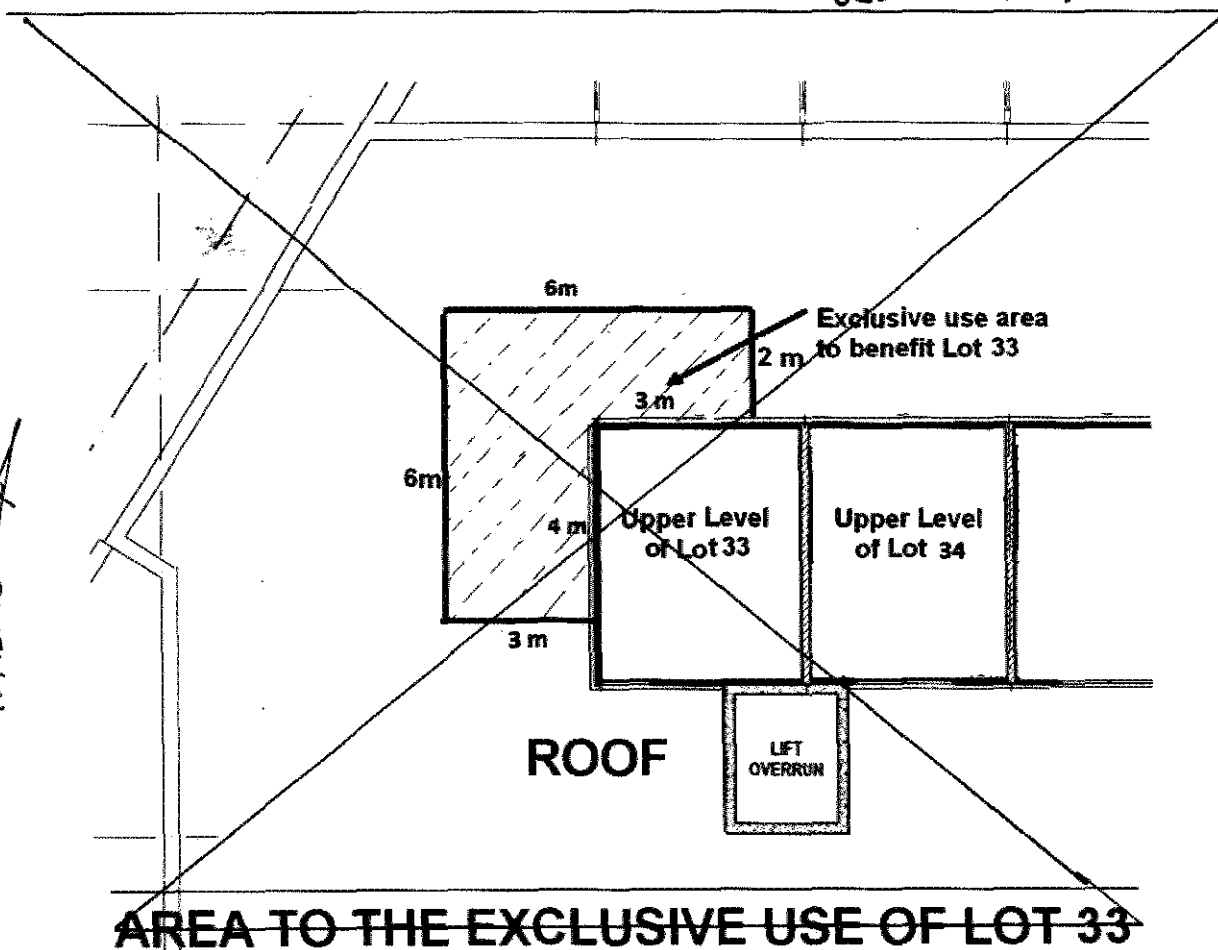 6m
Exclusive use area
to benefit Lot 33
2 m
3 m
6m
4 m
Upper Level
of Lot 33
Upper Level
of Lot 34
3 m
ROOF
LIFT
OVERRUN
AREA TO THE EXCLUSIVE USE OF LOT 33